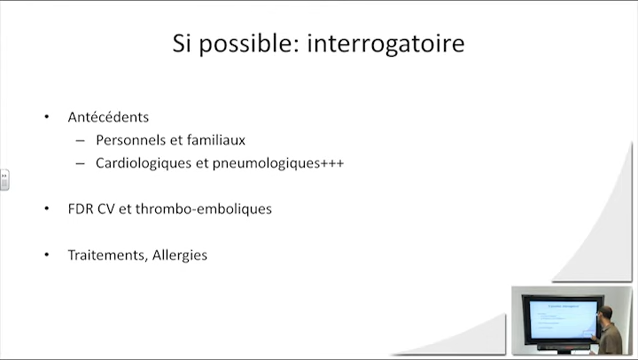 Si possible: interrogatoire
• Antécédents
– Personnels et familiaux
– Cardiologiques et pneumologiques+++
• FDR CV et thrombo-emboliques
• Traitements, Allergies